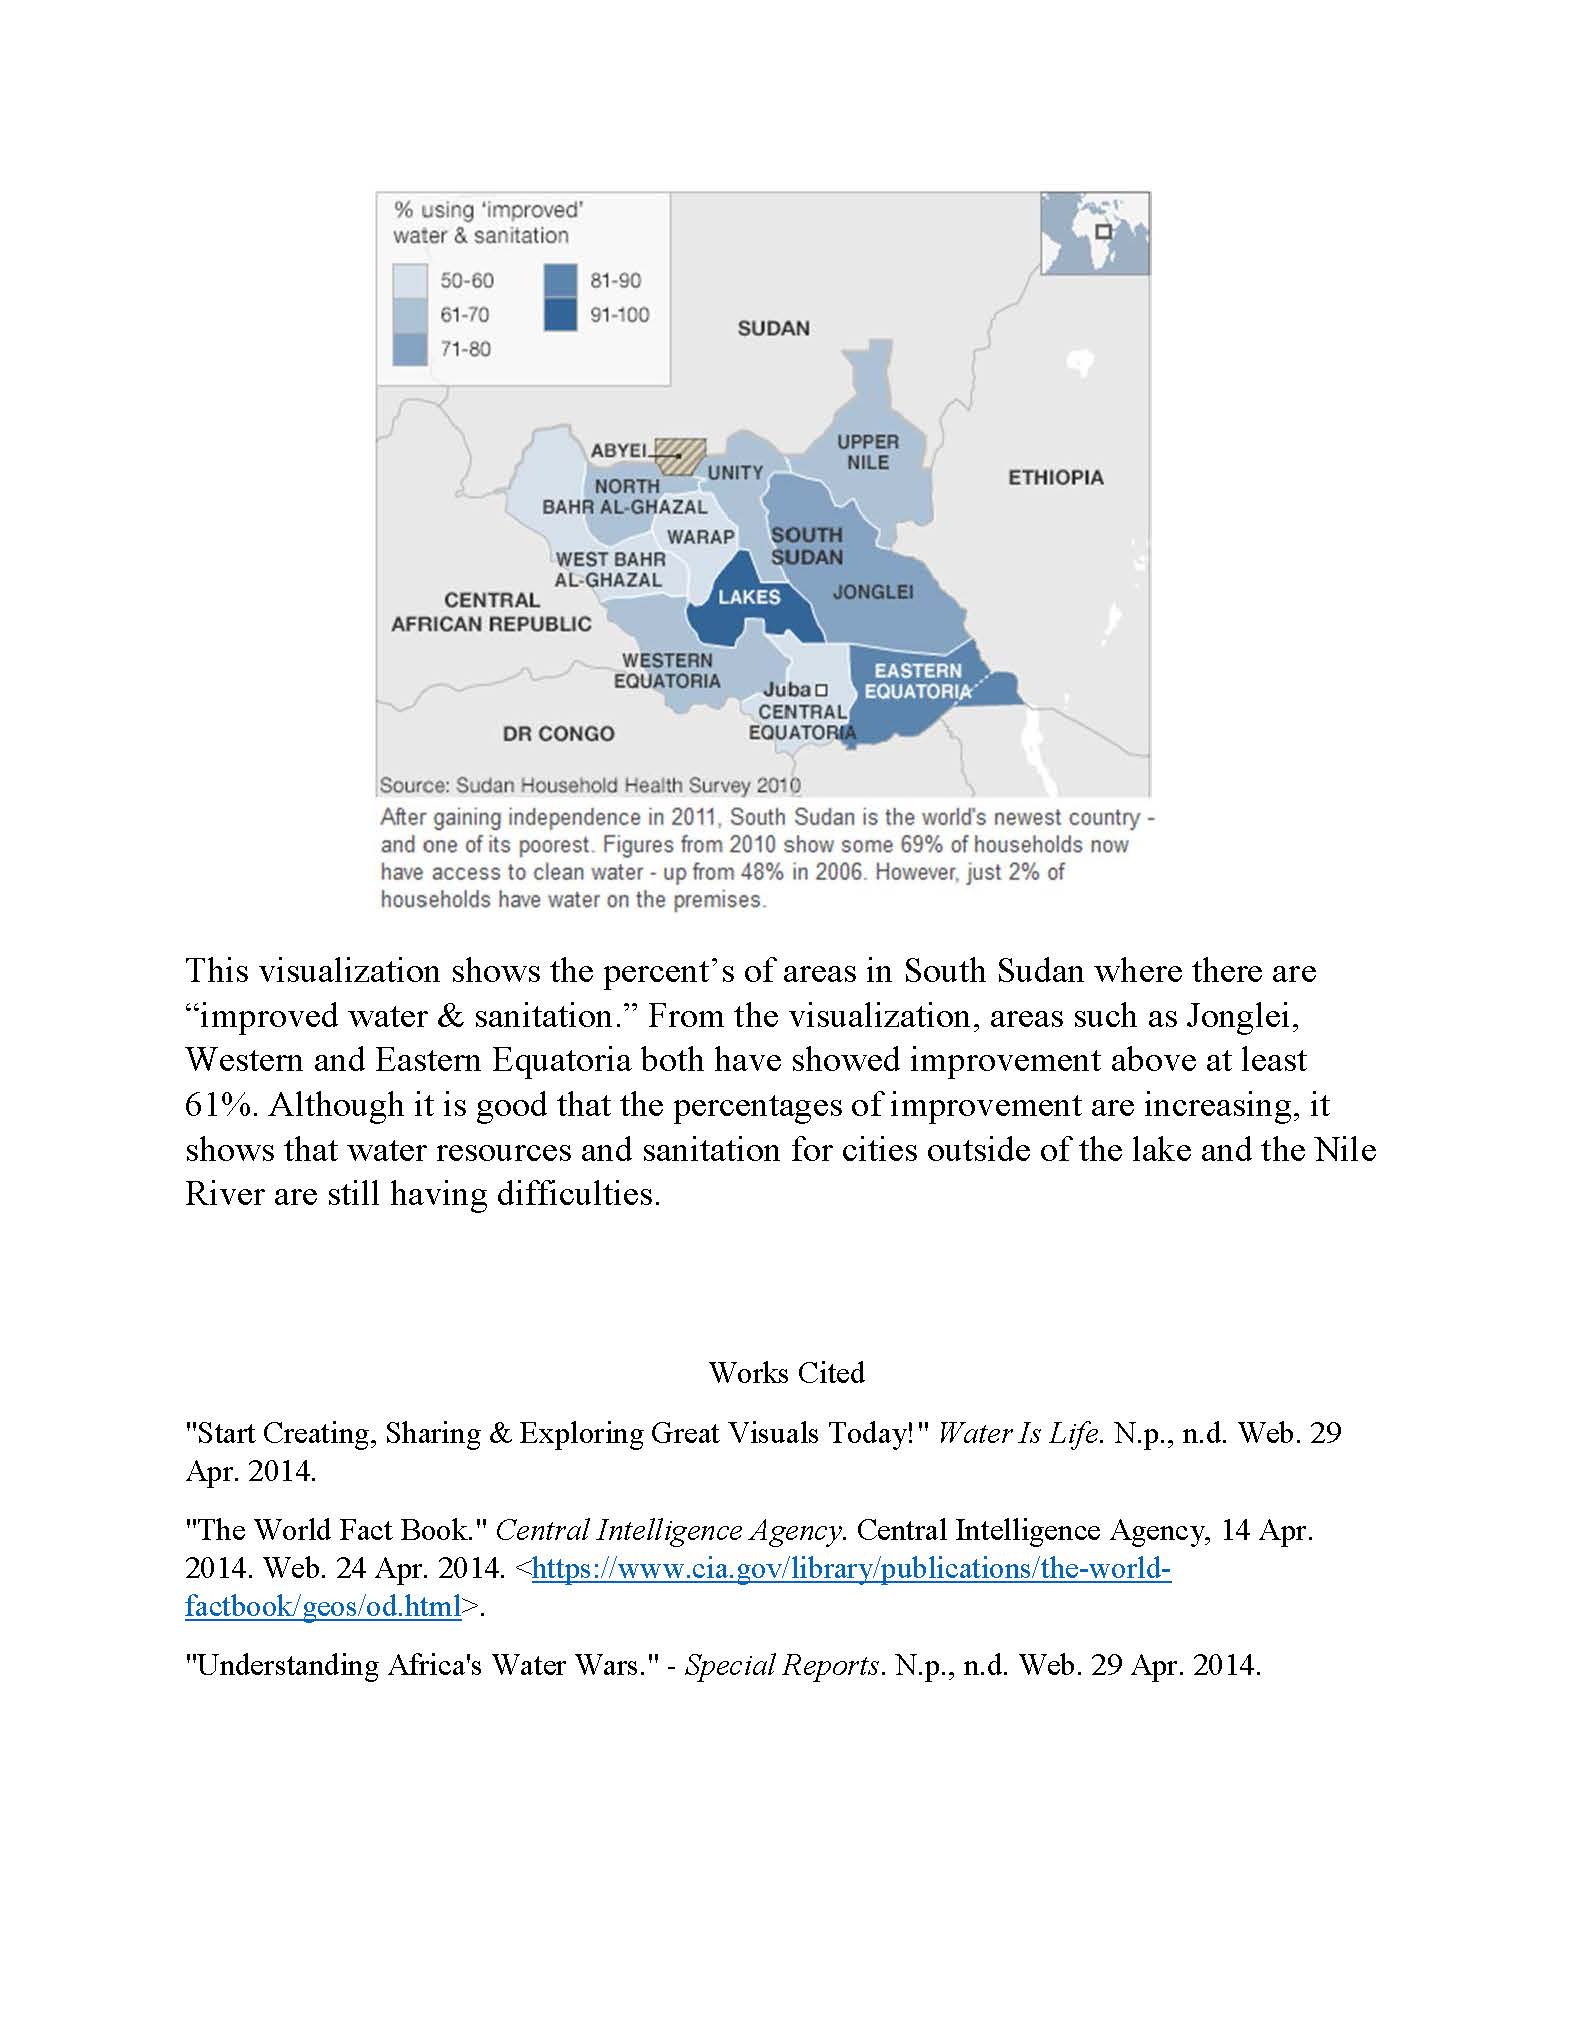 % using ‘improved’
water & sanitation
50-60
81-90
61-70
91-100
71-80
SUDAN
UPPER
NILE
ABYEI
UNITY
ETHIOPIA
NORTH
BAHR AL-GHAZAL
WARAP
SOUTH
SUDAN
WEST BAHR
AL-GHAZAL
LAKES
JONGLEI
CENTRAL
AFRICAN REPUBLIC
WESTERN
EQUATORIA
EASTERN
EQUATORIA
Juba
CENTRAL
EQUATORIA
DR CONGO
Source: Sudan Household Health Survey 2010
After gaining independence in 2011, South Sudan is the world's newest country -
and one of its poorest. Figures from 2010 show some 69% of households now
have access to clean water - up from 48% in 2006. However, just 2% of
households have water on the premises.
This visualization shows the percent’s of areas in South Sudan where there are
“improved water & sanitation.” From the visualization, areas such as Jonglei,
Western and Eastern Equatoria both have showed improvement above at least
61%. Although it is good that the percentages of improvement are increasing, it
shows that water resources and sanitation for cities outside of the lake and the Nile
River are still having difficulties.
Works Cited
"Start Creating, Sharing & Exploring Great Visuals Today!" Water Is Life. N.p., n.d. Web. 29
Apr. 2014.
"The World Fact Book." Central Intelligence Agency. Central Intelligence Agency, 14 Apr.
2014. Web. 24 Apr. 2014. <https://www.cia.gov/library/publications/the-world-
factbook/geos/od.html>.
"Understanding Africa's Water Wars." - Special Reports. N.p., n.d. Web. 29 Apr. 2014.